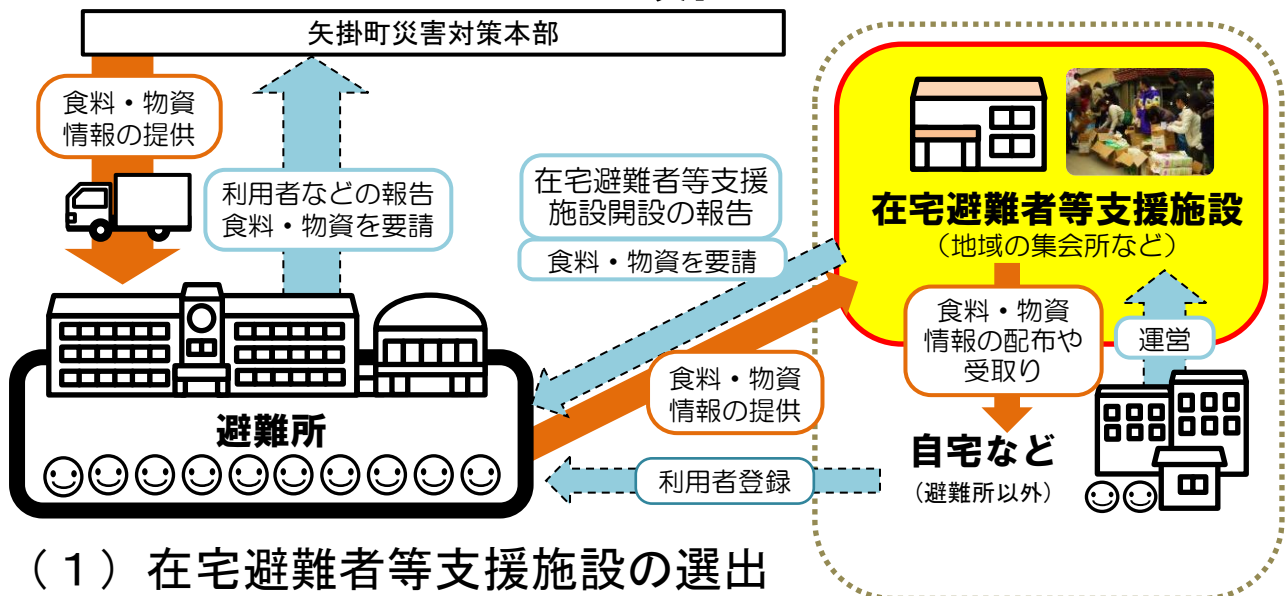 矢掛町災害対策本部
食料・物資
情報の提供
利用者などの報告
食料・物資を要請
在宅避難者等支援
施設開設の報告
食料・物資を要請
在宅避難者等支援施設
(地域の集会所など)
食料・物資
情報の配布や
受取り
運営
食料・物資
情報の提供
避難所
自宅など
(避難所以外)
利用者登録
(1)在宅避難者等支援施設の選出